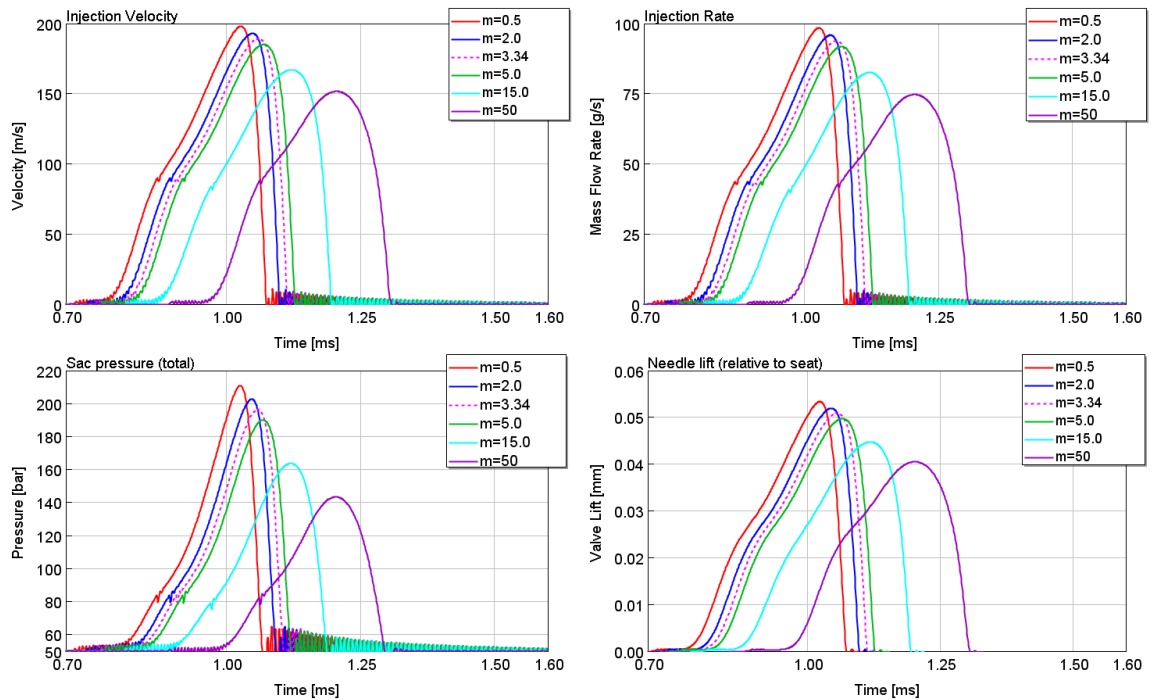 Injection Velocity
200
150
100
50
0
Velocity [m/s]
0.70
1.00
1.25
1.50
1.60
Time [ms]
m=0.5
m=2.0
m=3.34
m=5.0
m=15.0
m=50
Injection Rate
100
75
50
25
0
Mass Flow Rate [g/s]
0.70
1.00
1.25
1.50
1.60
Time [ms]
m=0.5
m=2.0
m=3.34
m=5.0
m=15.0
m=50
Sac pressure (total)
220
200
180
160
140
120
100
80
60
50
Pressure [bar]
0.70
1.00
1.25
1.50
1.60
Time [ms]
m=0.5
m=2.0
m=3.34
m=5.0
m=15.0
m=50
Needle lift (relative to seat)
0.06
0.05
0.04
0.03
0.02
0.01
0.00
Valve Lift [mm]
0.70
1.00
1.25
1.50
1.60
Time [ms]
m=0.5
m=2.0
m=3.34
m=5.0
m=15.0
m=50